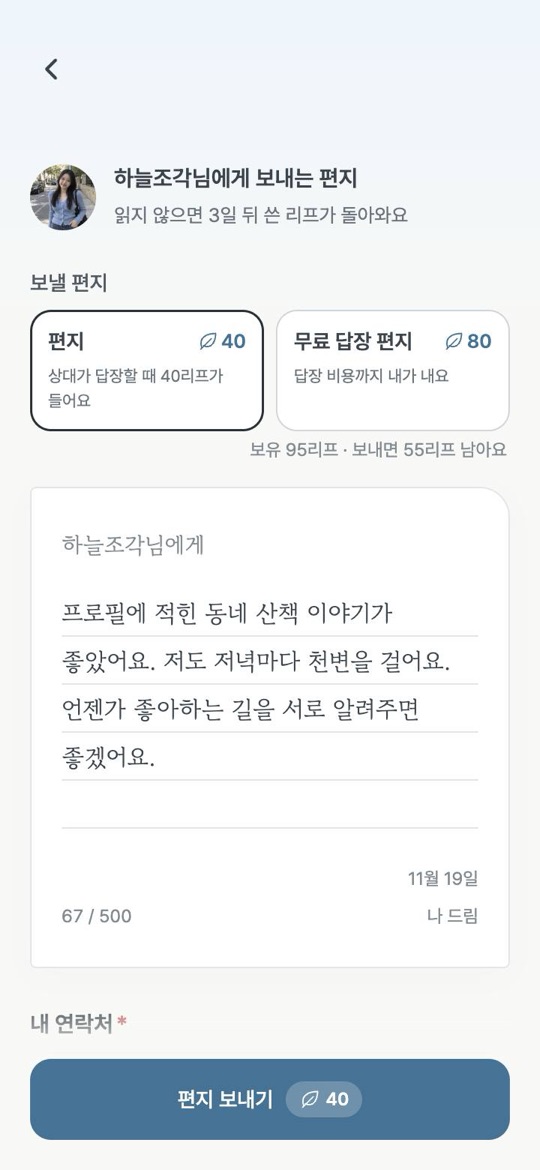 하늘조각님에게 보내는 편지
읽지 않으면 3일 뒤 쓴 리프가 돌아와요
보낼 편지
편지 40
상대가 답장할 때 40리프가
들어요
무료 답장 편지 80
답장 비용까지 내가 내요
보유 95리프 · 보내면 55리프 남아요
하늘조각님에게
프로필에 적힌 동네 산책 이야기가
좋았어요. 저도 저녁마다 천변을 걸어요.
언젠가 좋아하는 길을 서로 알려주면
좋겠어요.
11월 19일
67 / 500
나 드림
내 연락처 *
편지 보내기 40